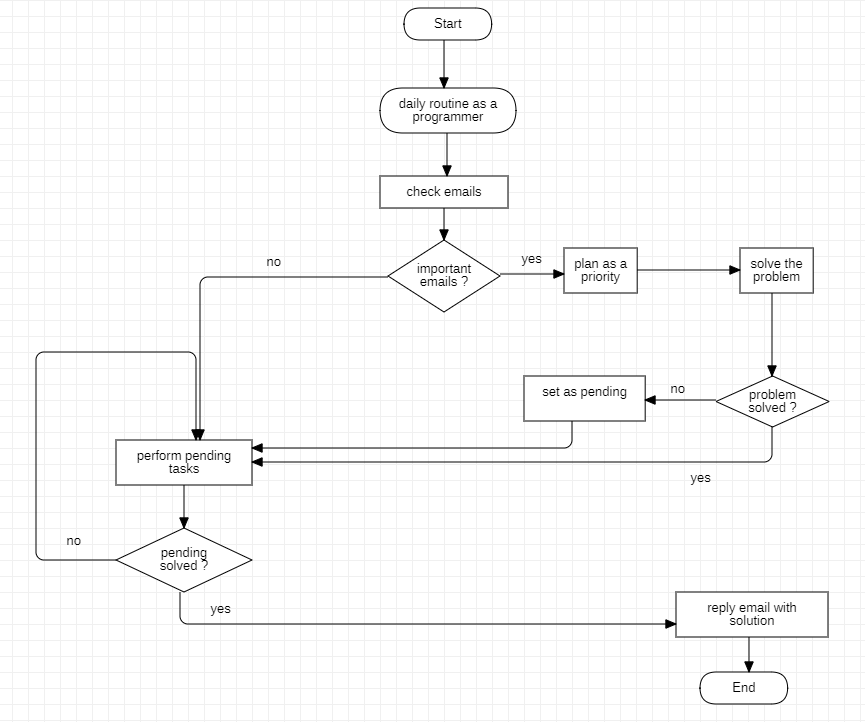 Start
daily routine as a
programmer
check emails
no
important
emails ?
yes
plan as a
priority
solve the
problem
set as pending
no
problem
solved ?
perform pending
tasks
yes
no
pending
solved ?
yes
reply email with
solution
End